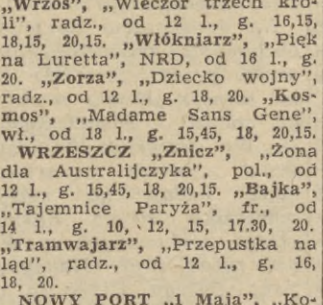 „Wrzos”, „Wieczór trzech kró-
li”, radz., od 12 l., g. 16,15,
18,15, 20,15. „Włókniarz”, „Pięk
na Luretta”, NRD, od 16 l., g.
20. „Zorza”, „Dziecko wojny”,
radz., od 12 l., g. 18, 20. „Kos-
mos”, „Madame Sans Gene”,
wł., od 18 l., g. 15,45, 18, 20,15.
WRZESZCZ „Znicz”, „Żona
dla Australijczyka”, pol., od
12 l., g. 15,45, 18, 20,15. „Bajka”,
„Tajemnice Paryża”, fr., od
14 l., g. 10, 12, 15, 17.30, 20.
„Tramwajarz”, „Przepustka na
ląd”, radz., od 12 l., g. 16,
18, 20.
NOWY PORT „1 Maja”, „Ko-